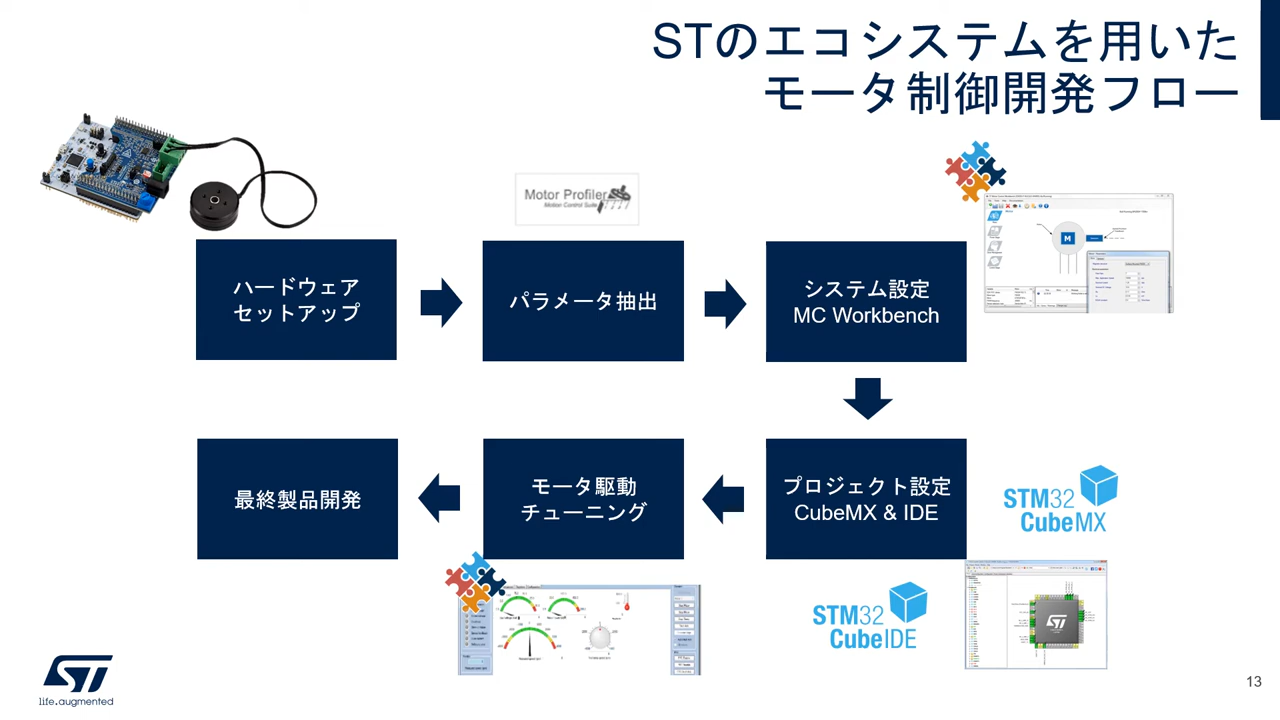 STのエコシステムを用いた
モータ制御開発フロー
Motor Profiler
Motion Control Suite
ハードウェア
セットアップ
パラメータ抽出
システム設定
MC Workbench
M
最終製品開発
モータ駆動
チューニング
プロジェクト設定
CubeMX & IDE
STM32
CubeMX
STM32
CubeIDE
ST
ST
life.augmented
13